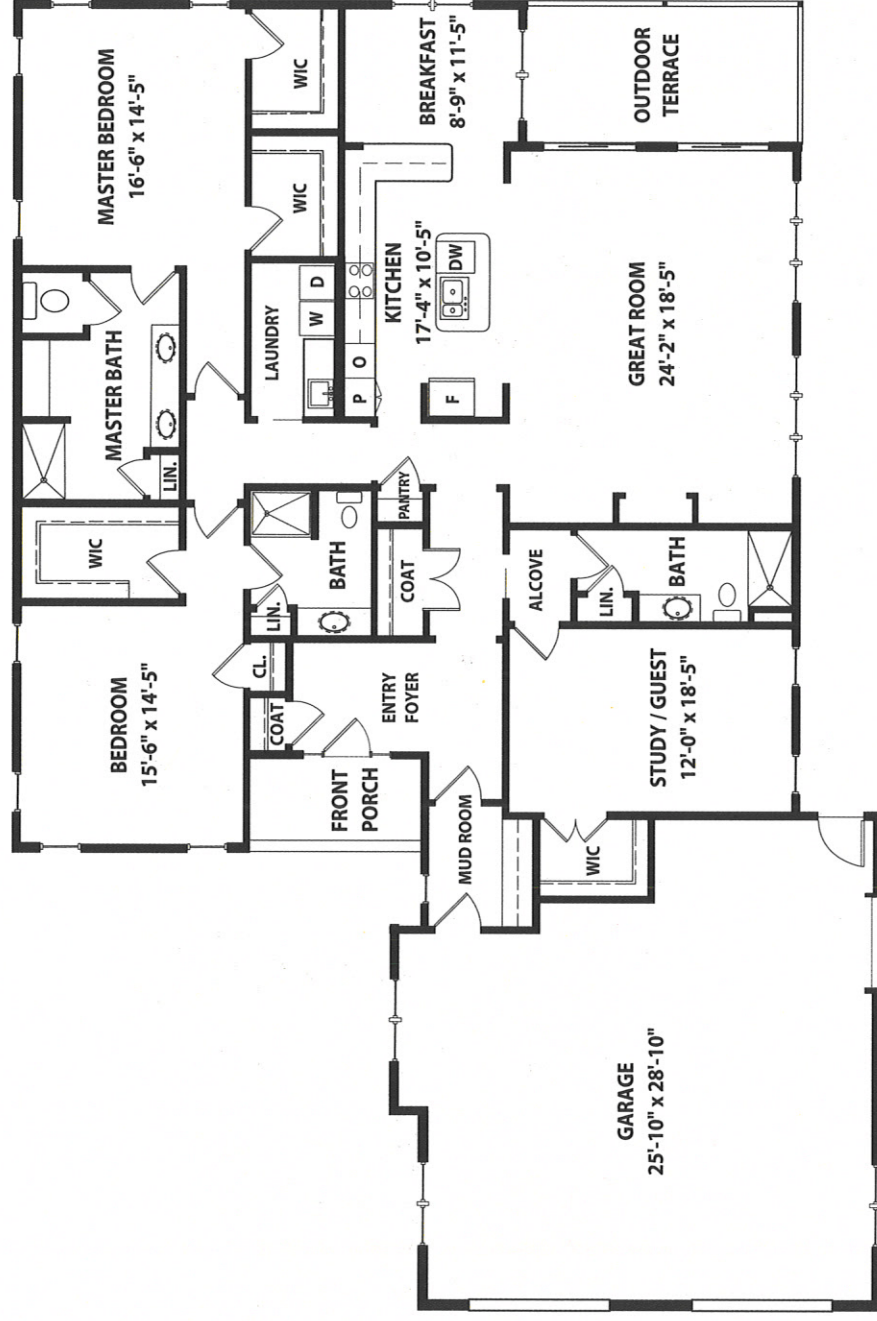 MASTER BEDROOM
16'-6" x 14'-5"
WIC
WIC
BREAKFAST
8'-9" x 11'-5"
OUTDOOR
TERRACE
MASTER BATH
LIN.
LAUNDRY
W
D
KITCHEN
17'-4" x 10'-5"
DW
P
O
F
GREAT ROOM
24'-2" x 18'-5"
WIC
BATH
LIN.
PANTRY
COAT
ALCOVE
LIN.
BATH
BEDROOM
15'-6" x 14'-5"
CL.
COAT
ENTRY
FOYER
STUDY / GUEST
12'-0" x 18'-5"
FRONT
PORCH
MUD ROOM
WIC
GARAGE
25'-10" x 28'-10"